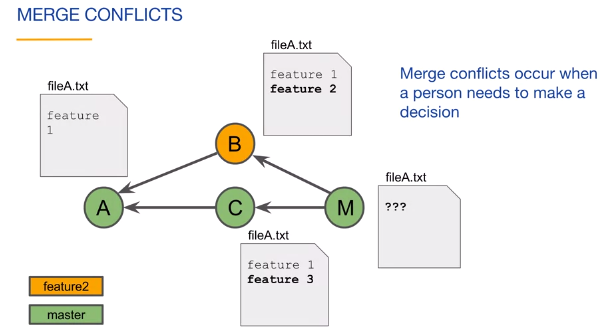 MERGE CONFLICTS
fileA.txt
feature 1
feature 2
Merge conflicts occur when
a person needs to make a
decision
fileA.txt
feature
1
B
fileA.txt
???
A
C
M
fileA.txt
feature 1
feature 3
feature2
master